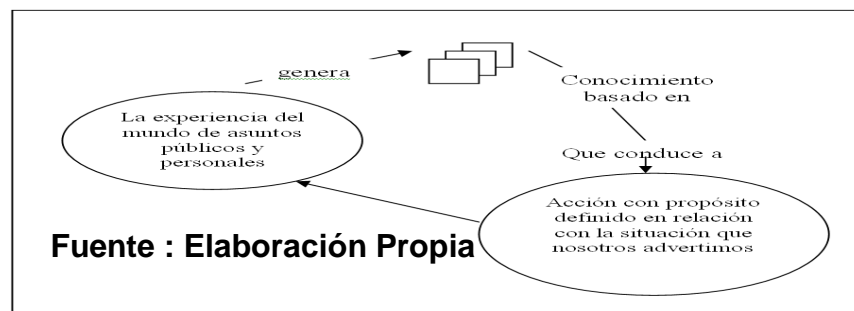 genera
Conocimiento
basado en
La experiencia del
mundo de asuntos
públicos y
personales
Que conduce a
Acción con propósito
definido en relación
con la situación que
nosotros advertimos
Fuente : Elaboración Propia